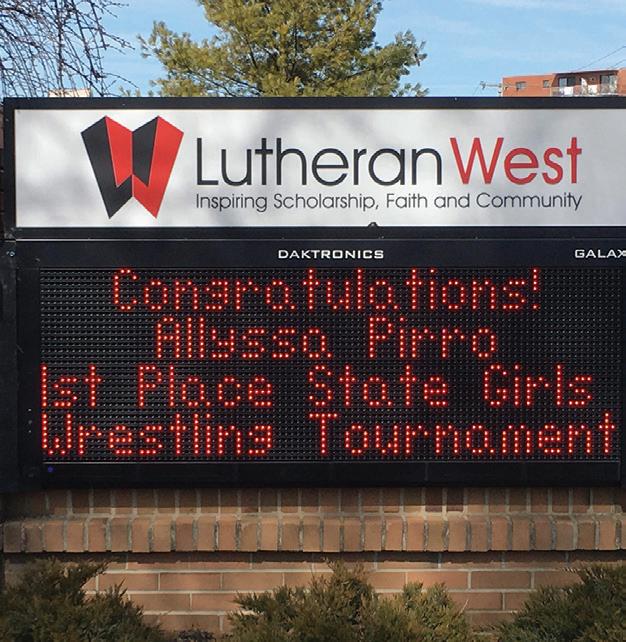 Lutheran West
Inspiring Scholarship, Faith and Community
DAKTRONICS GALAX
Congratulations!
Allyssa Pirro
1st Place State Girls
Wrestling Tournament